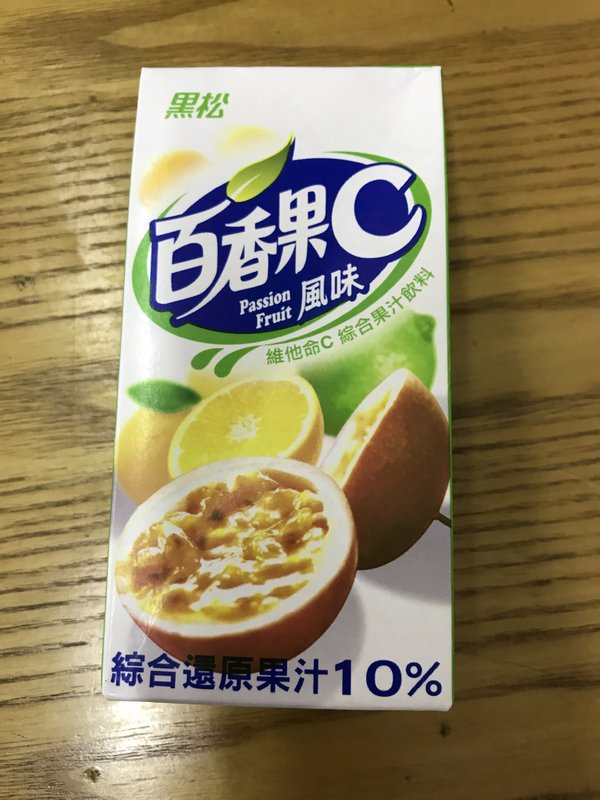 黑松
百香果C
Passion
Fruit
風味
維他命C 綜合果汁飲料
綜合還原果汁10%